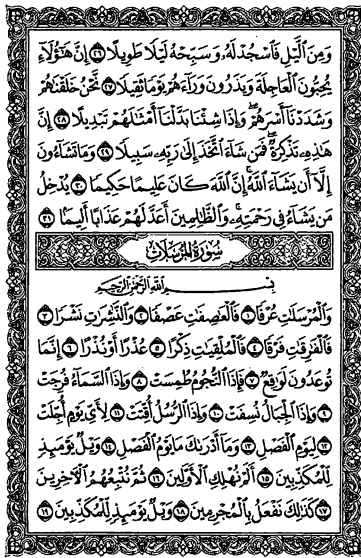 وَمِنَ ٱلَّيۡلِ فَٱسۡجُدۡ لَهُۥ وَسَبِّحۡهُ لَيۡلٗا طَوِيلًا ٢٦ إِنَّ هَٰٓؤُلَآءِ
يُحِبُّونَ ٱلۡعَاجِلَةَ وَيَذَرُونَ وَرَآءَهُمۡ يَوۡمٗا ثَقِيلٗا ٢٧ نَّحۡنُ خَلَقۡنَٰهُمۡ
وَشَدَدۡنَآ أَسۡرَهُمۡۖ وَإِذَا شِئۡنَا بَدَّلۡنَآ أَمۡثَٰلَهُمۡ تَبۡدِيلًا ٢٨ إِنَّ
هَٰذِهِۦ تَذۡكِرَةٞۖ فَمَن شَآءَ ٱتَّخَذَ إِلَىٰ رَبِّهِۦ سَبِيلٗا ٢٩ وَمَا تَشَآءُونَ
إِلَّآ أَن يَشَآءَ ٱللَّهُۚ إِنَّ ٱللَّهَ كَانَ عَلِيمًا حَكِيمٗا ٣٠ يُدۡخِلُ
مَن يَشَآءُ فِي رَحۡمَتِهِۦۚ وَٱلظَّٰلِمِينَ أَعَدَّ لَهُمۡ عَذَابًا أَلِيمَۢا ٣١
سُورَةُ المُرۡسَلَاتِ
بِسۡمِ ٱللَّهِ ٱلرَّحۡمَٰنِ ٱلرَّحِيمِ
وَٱلۡمُرۡسَلَٰتِ عُرۡفٗا ١ فَٱلۡعَٰصِفَٰتِ عَصۡفٗا ٢ وَٱلنَّٰشِرَٰتِ نَشۡرٗا ٣
فَٱلۡفَٰرِقَٰتِ فَرۡقٗا ٤ فَٱلۡمُلۡقِيَٰتِ ذِكۡرًا ٥ عُذۡرًا أَوۡ نُذۡرًا ٦ إِنَّمَا
تُوعَدُونَ لَوَٰقِعٞ ٧ فَإِذَا ٱلنُّجُومُ طُمِسَتۡ ٨ وَإِذَا ٱلسَّمَآءُ فُرِجَتۡ
٩ وَإِذَا ٱلۡجِبَالُ نُسِفَتۡ ١٠ وَإِذَا ٱلرُّسُلُ أُقِّتَتۡ ١١ لِأَيِّ يَوۡمٍ أُجِّلَتۡ
١٢ لِيَوۡمِ ٱلۡفَصۡلِ ١٣ وَمَآ أَدۡرَىٰكَ مَا يَوۡمُ ٱلۡفَصۡلِ ١٤ وَيۡلٞ يَوۡمَئِذٖ
لِّلۡمُكَذِّبِينَ ١٥ أَلَمۡ نُهۡلِكِ ٱلۡأَوَّلِينَ ١٦ ثُمَّ نُتۡبِعُهُمُ ٱلۡأٓخِرِينَ
١٧ كَذَٰلِكَ نَفۡعَلُ بِٱلۡمُجۡرِمِينَ ١٨ وَيۡلٞ يَوۡمَئِذٖ لِّلۡمُكَذِّبِينَ ١٩